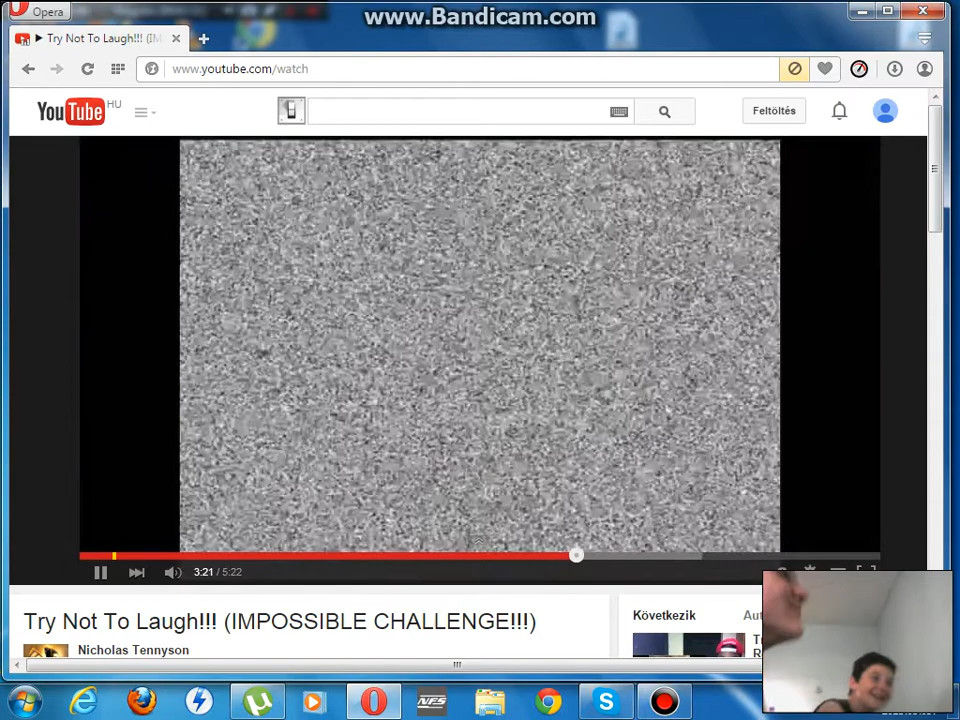 www.Bandicam.com
Opera
Try Not To Laugh!!! (IM
www.youtube.com/watch
YouTube HU
Feltöltés
3:21 / 5:22
Try Not To Laugh!!! (IMPOSSIBLE CHALLENGE!!!)
Következik
Nicholas Tennyson
NFS